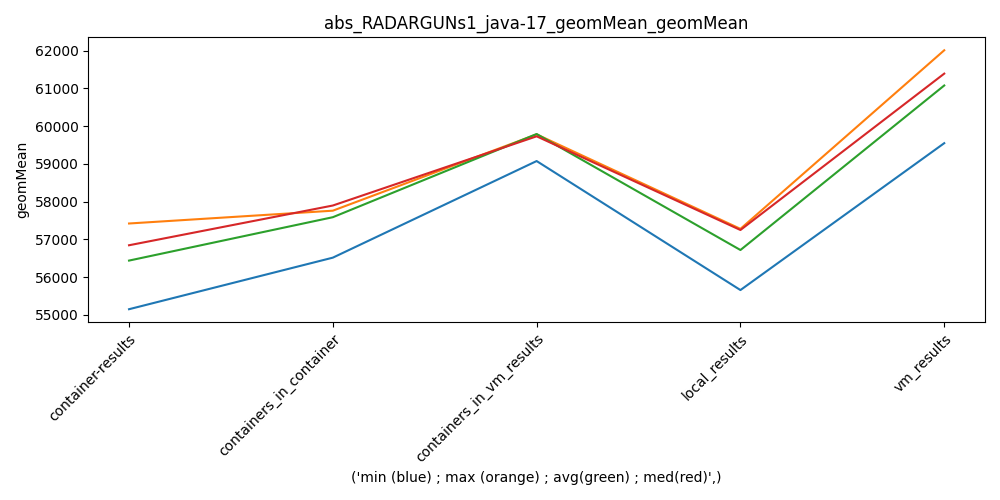 abs_RADARGUNs1_java-17_geomMean_geomMean
62000
61000
60000
59000
58000
57000
56000
55000
geomMean
container-results
containers_in_container
containers_in_vm_results
local_results
vm_results
('min (blue) ; max (orange) ; avg(green) ; med(red)',)